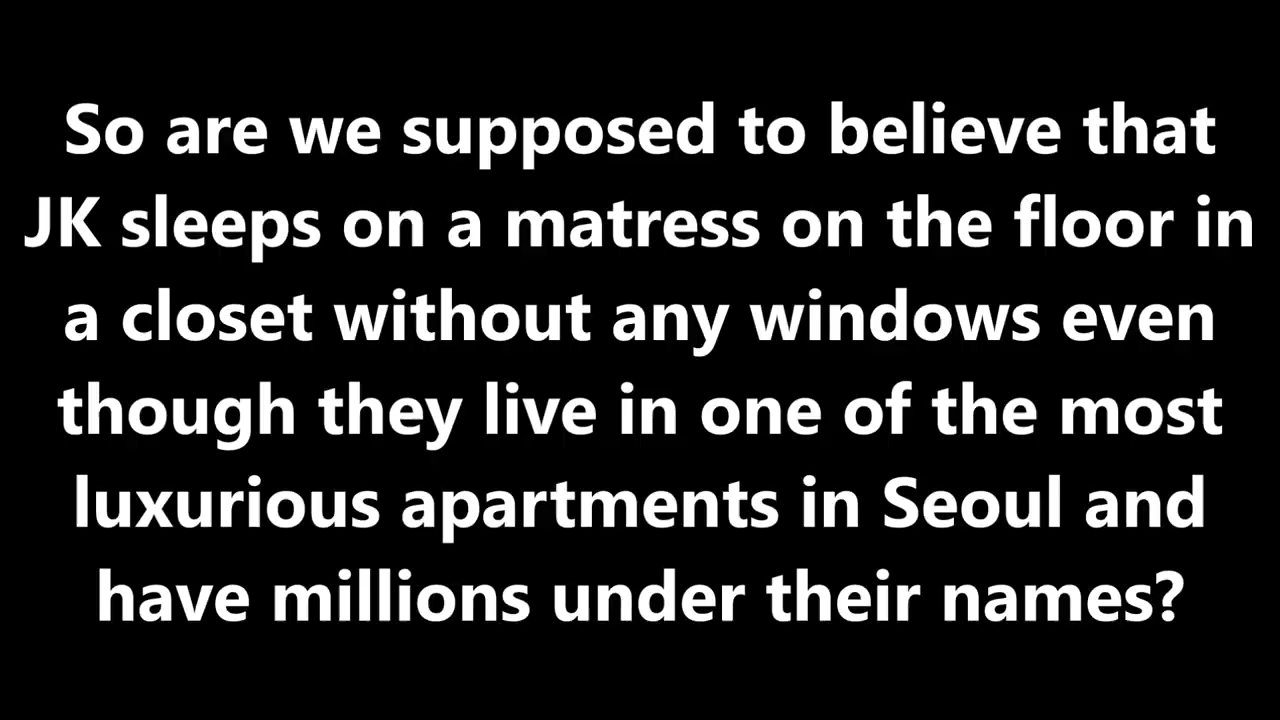 So are we supposed to believe that
JK sleeps on a matress on the floor in
a closet without any windows even
though they live in one of the most
luxurious apartments in Seoul and
have millions under their names?